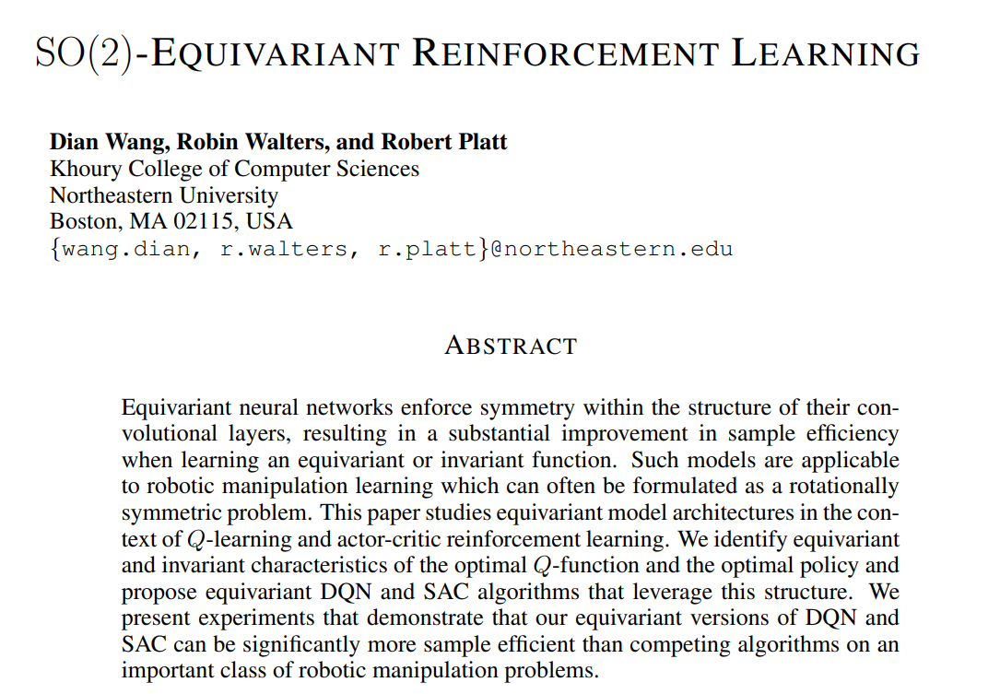 SO(2)-EQUIVARIANT REINFORCEMENT LEARNING
Dian Wang, Robin Walters, and Robert Platt
Khoury College of Computer Sciences
Northeastern University
Boston, MA 02115, USA
{wang.dian, r.walters, r.platt}@northeastern.edu
ABSTRACT
Equivariant neural networks enforce symmetry within the structure of their con-
volutional layers, resulting in a substantial improvement in sample efficiency
when learning an equivariant or invariant function. Such models are applicable
to robotic manipulation learning which can often be formulated as a rotationally
symmetric problem. This paper studies equivariant model architectures in the con-
text of Q-learning and actor-critic reinforcement learning. We identify equivariant
and invariant characteristics of the optimal Q-function and the optimal policy and
propose equivariant DQN and SAC algorithms that leverage this structure. We
present experiments that demonstrate that our equivariant versions of DQN and
SAC can be significantly more sample efficient than competing algorithms on an
important class of robotic manipulation problems.